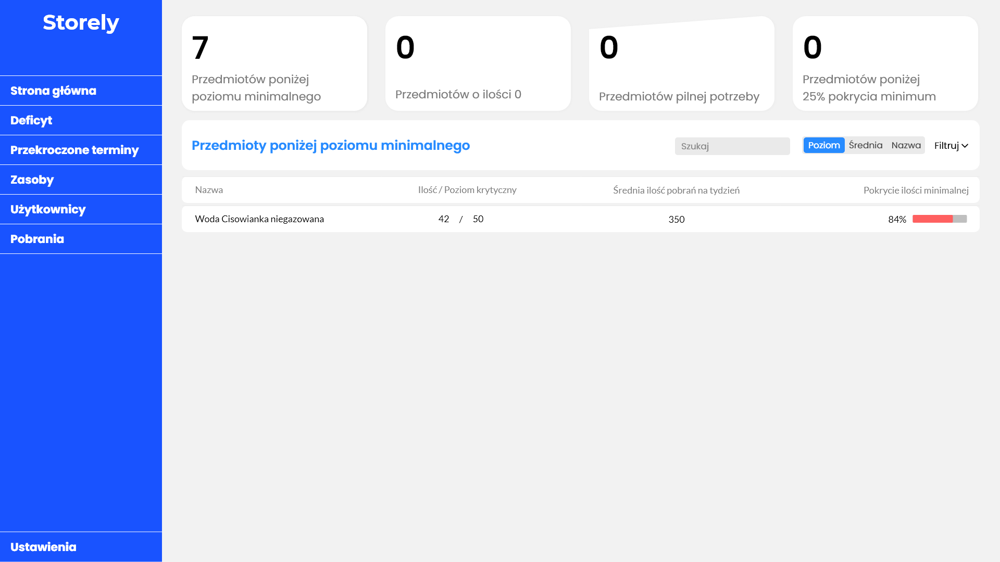 Storely
Strona główna
Deficyt
Przekroczone terminy
Zasoby
Użytkownicy
Pobrania
Ustawienia
7
Przedmiotów poniżej
poziomu minimalnego
0
Przedmiotów o ilości 0
0
Przedmiotów pilnej potrzeby
0
Przedmiotów poniżej
25% pokrycia minimum
Przedmioty poniżej poziomu minimalnego
Szukaj
Poziom Średnia Nazwa Filtruj
Nazwa Ilość / Poziom krytyczny Średnia ilość pobrań na tydzień Pokrycie ilości minimalnej
Woda Cisowianka niegazowana 42 / 50 350 84%